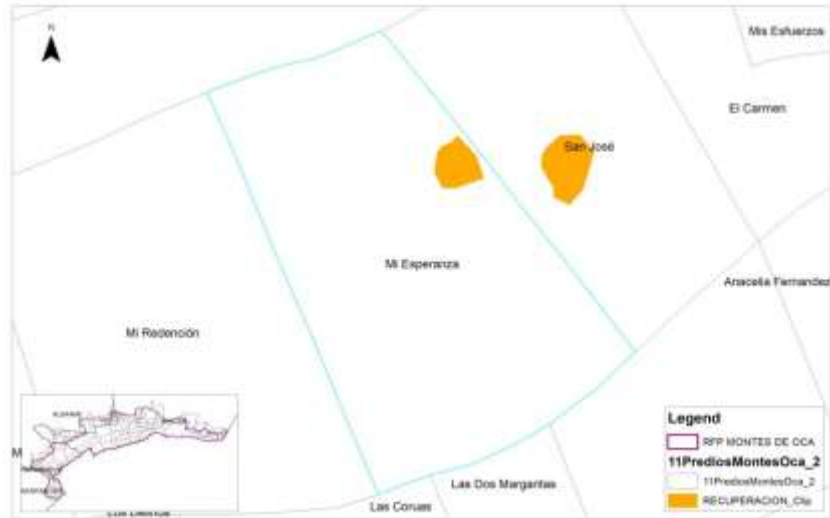 N
Mis Esfuerzos
El Carmen
San José
Mi Esperanza
Anacelia Fernandez
Mi Redención
M
Las Dos Margaritas
Las Coruas
Legend
RFP MONTES DE OCA
11PrediosMontesOca_2
11PrediosMontesOca_2
RECUPERACION_Clip